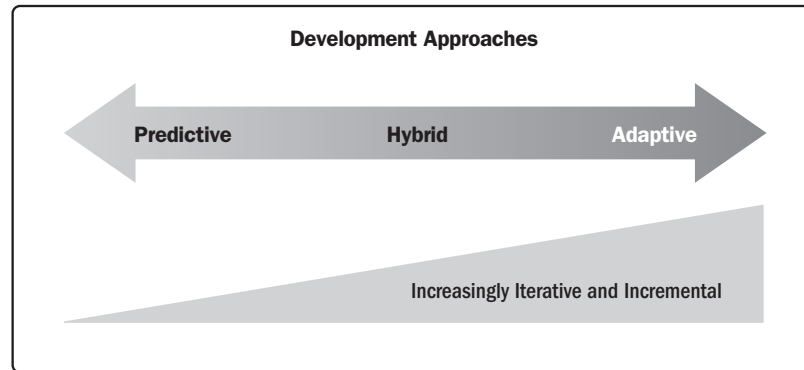 Development Approaches
Predictive Hybrid Adaptive
Increasingly Iterative and Incremental